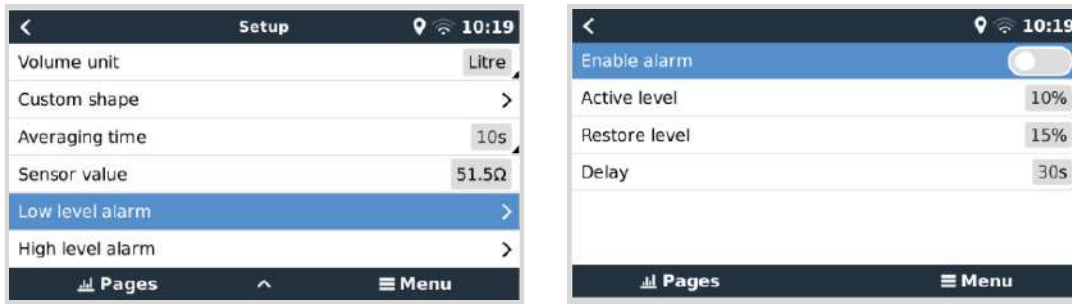 Setup 10:19
Volume unit Litre
Custom shape
Averaging time 10s
Sensor value 51.5Ω
Low level alarm
High level alarm
Pages Menu
10:19
Enable alarm
Active level 10%
Restore level 15%
Delay 30s
Pages Menu